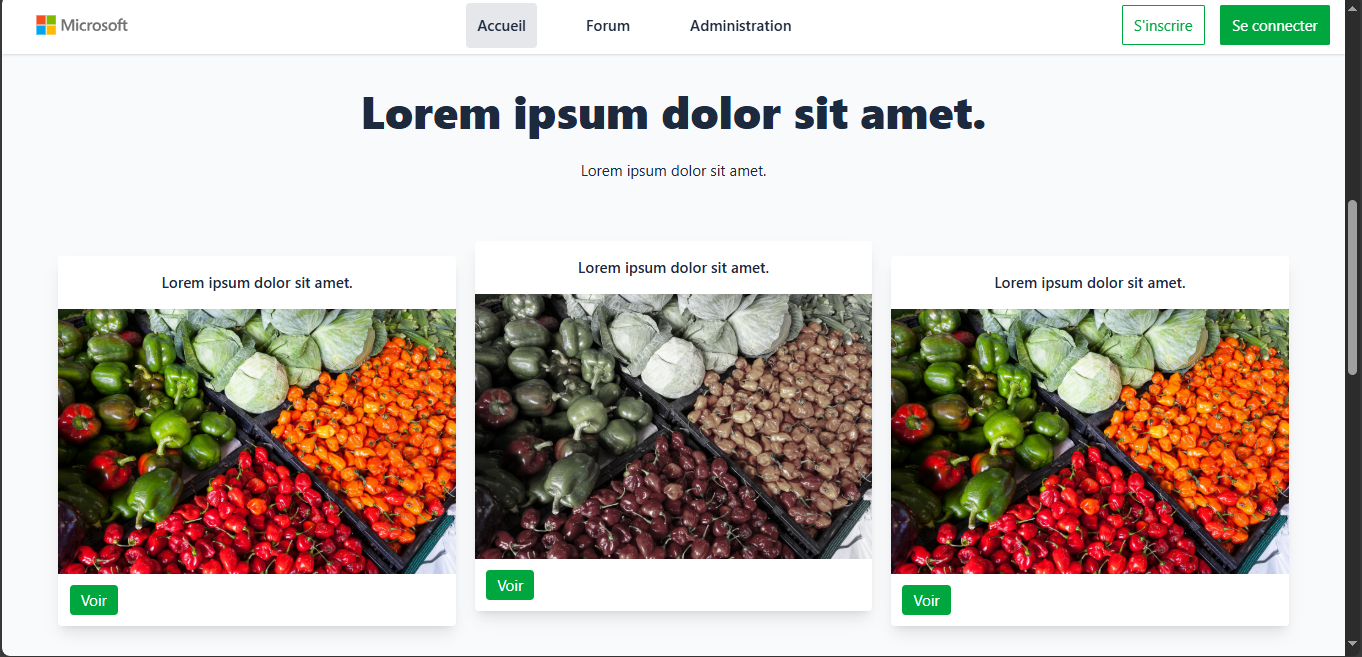 Microsoft
Accueil
Forum
Administration
S'inscrire
Se connecter
Lorem ipsum dolor sit amet.
Lorem ipsum dolor sit amet.
Lorem ipsum dolor sit amet.
Voir
Lorem ipsum dolor sit amet.
Voir
Lorem ipsum dolor sit amet.
Voir